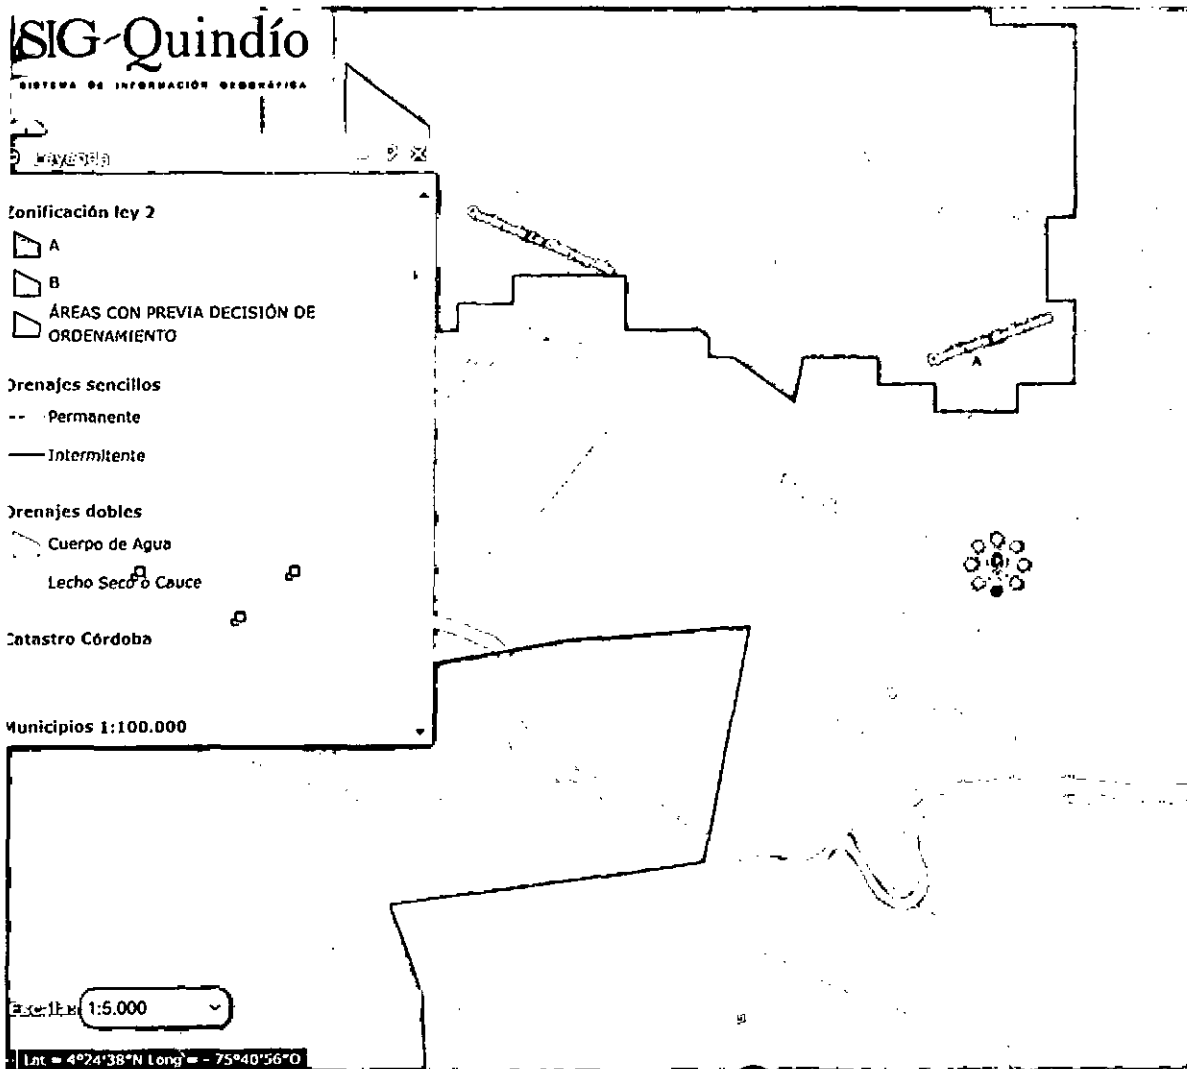 SIG-Quindío
SISTEMA DE INFORMACIÓN GEOGRÁFICA
Leyenda
Zonificación ley 2
A
B
ÁREAS CON PREVIA DECISIÓN DE
ORDENAMIENTO
Drenajes sencillos
Permanente
Intermitente
Drenajes dobles
Cuerpo de Agua
Lecho Seco o Cauce
Catastro Córdoba
Municipios 1:100.000
A
1:5.000
Lat = 4°24'38"N Long = - 75°40'56"O